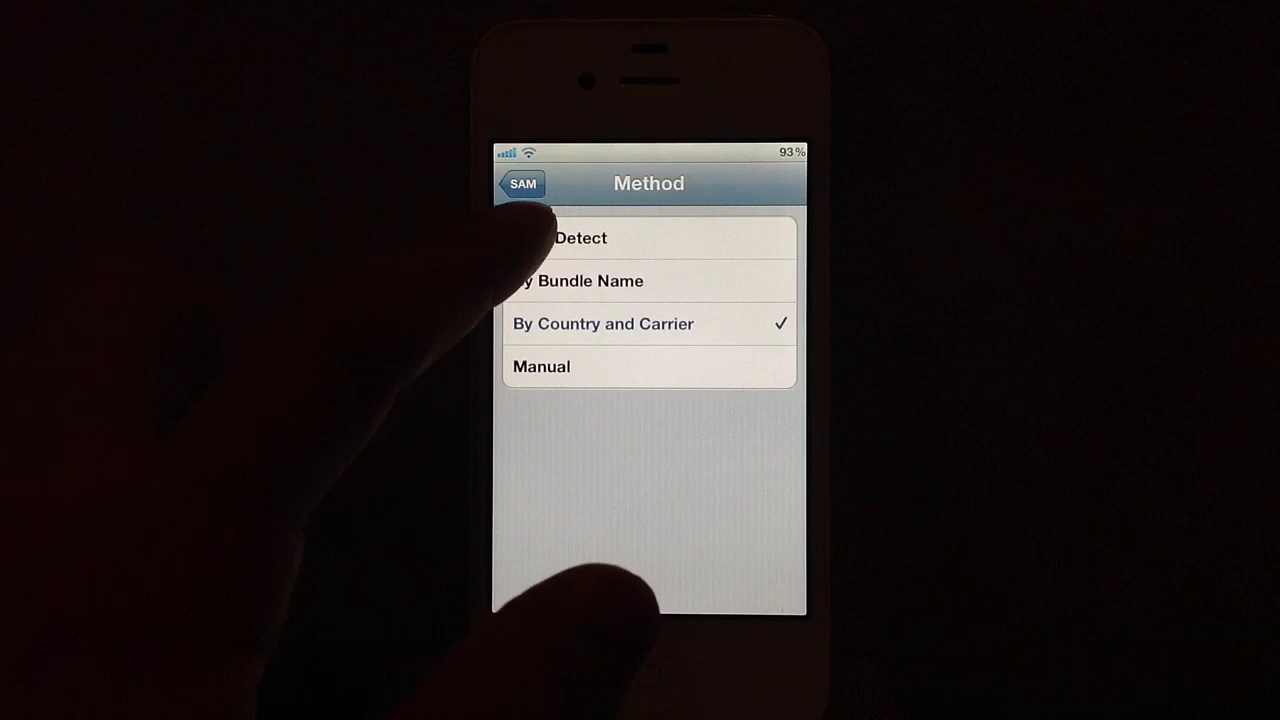 93%
SAM
Method
Detect
y Bundle Name
By Country and Carrier
Manual